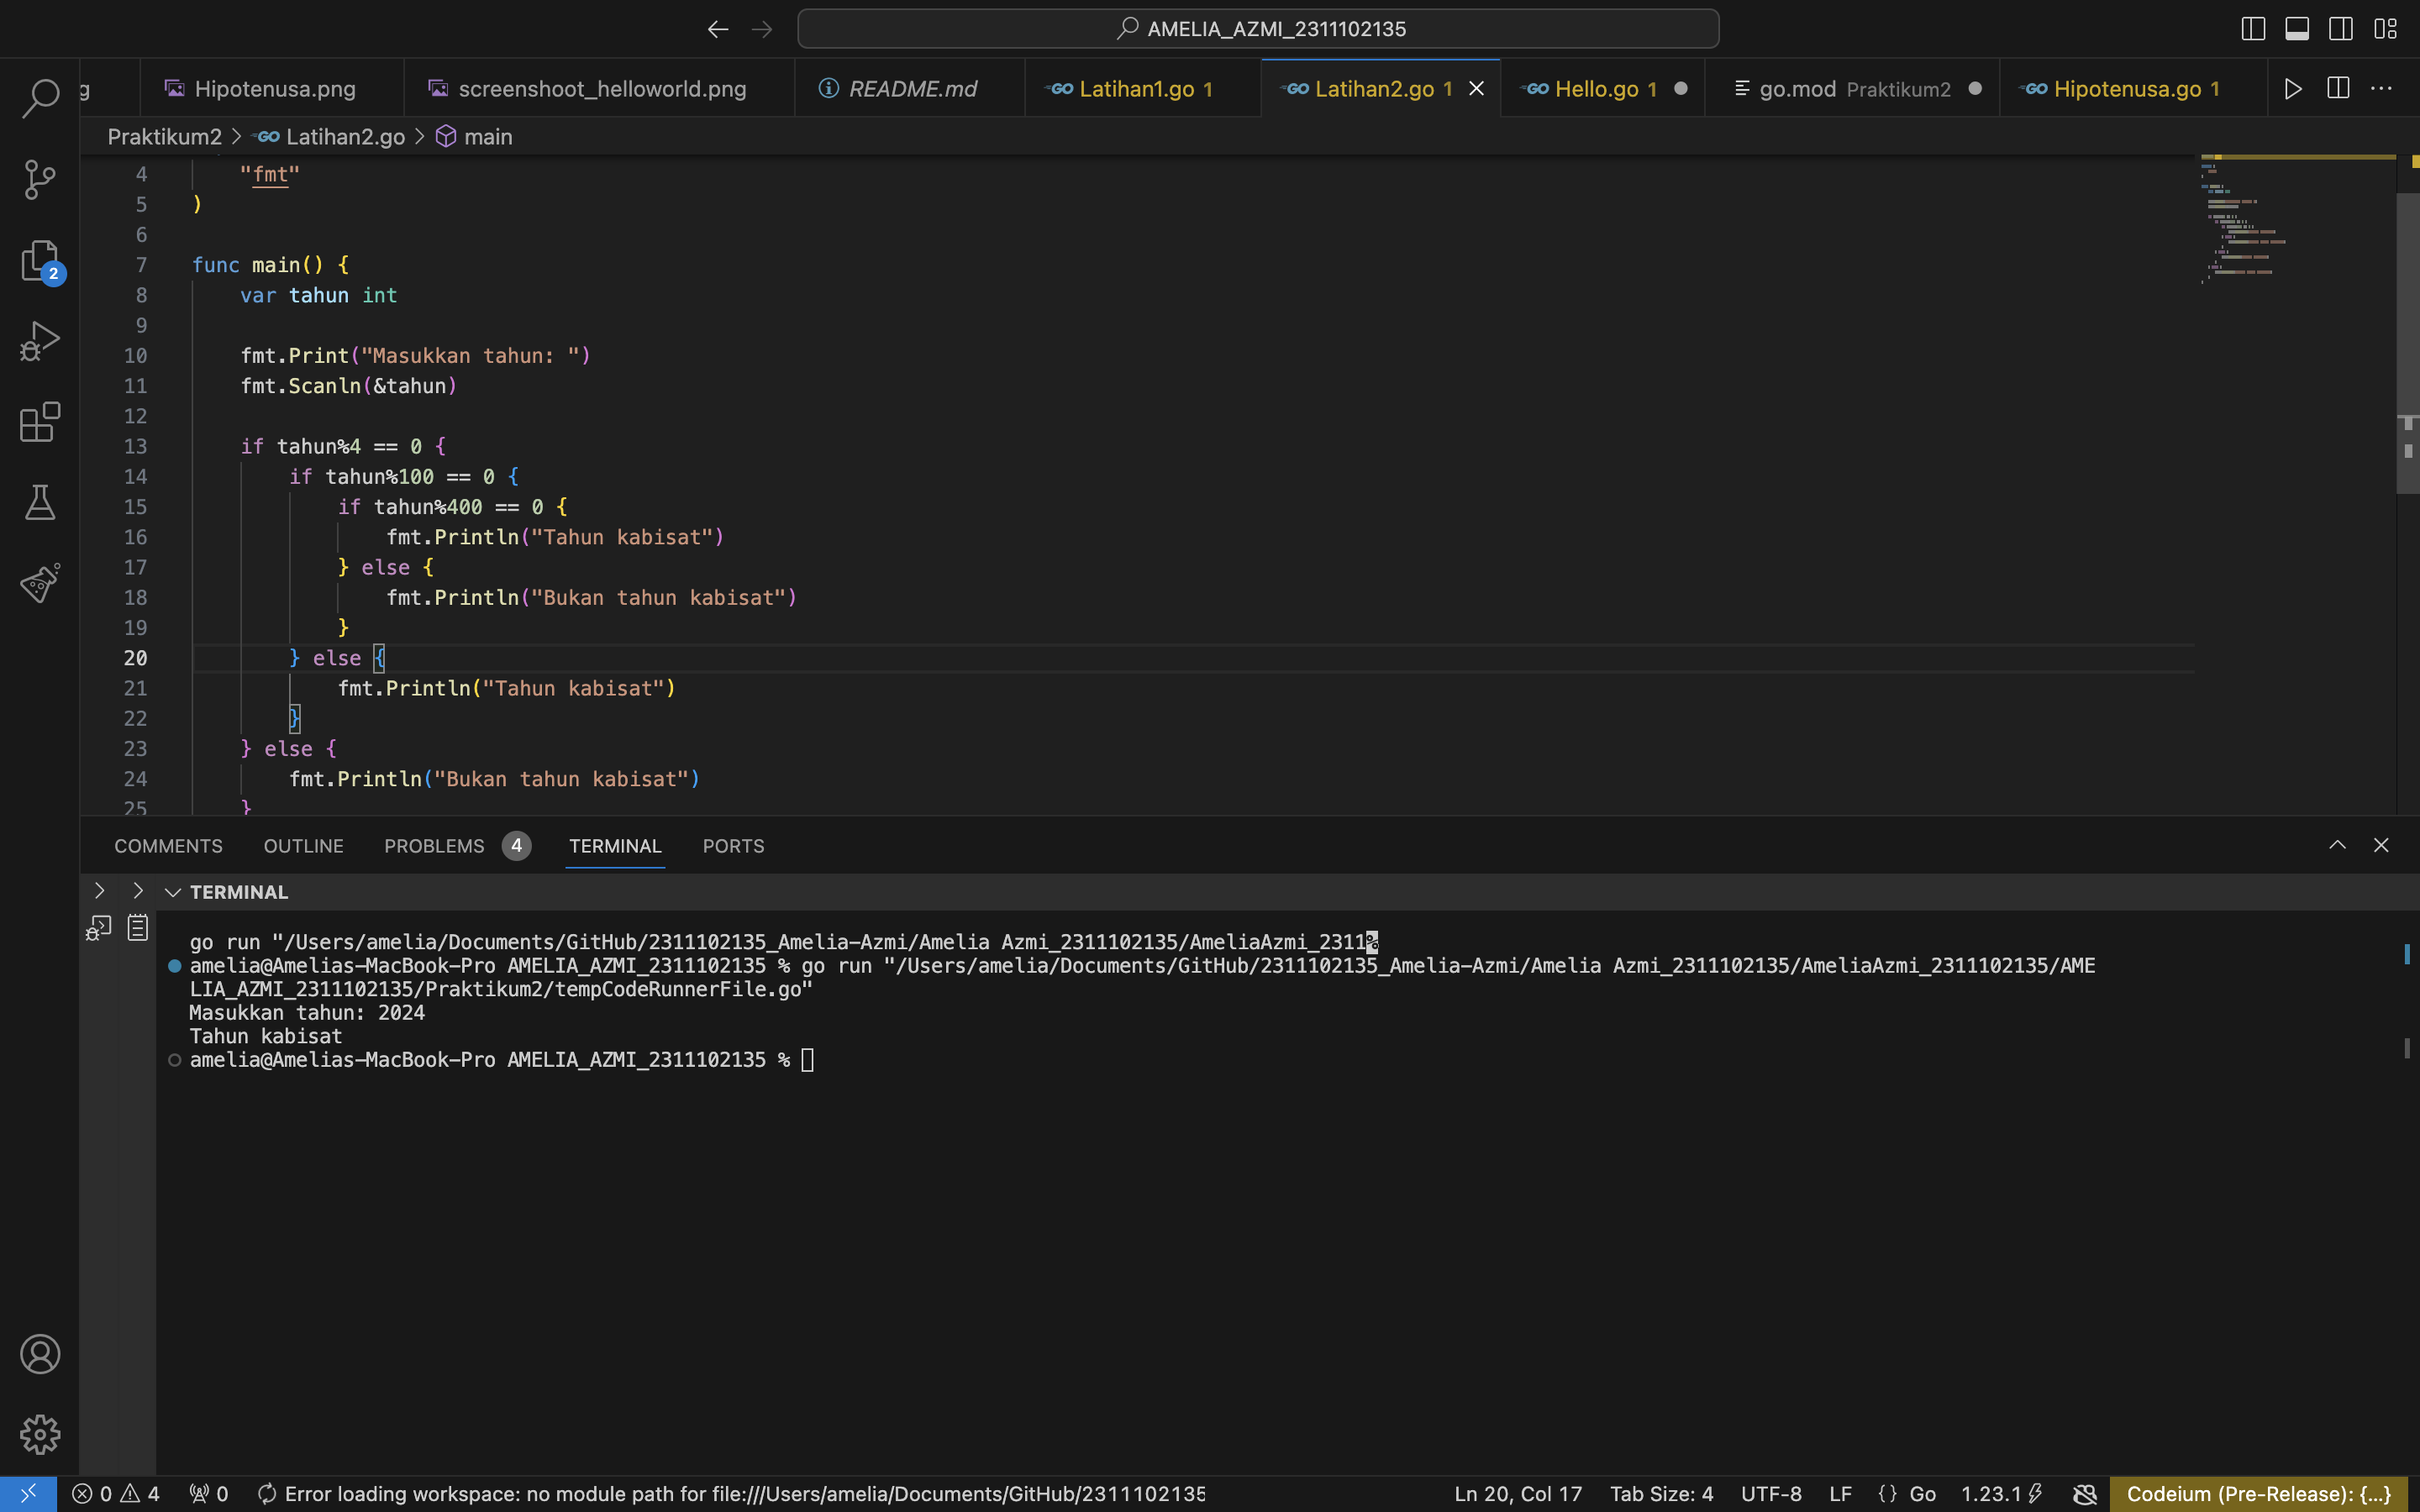 AMELIA_AZMI_2311102135
g
Hipotenusa.png
screenshoot_helloworld.png
README.md
GO Latihan1.go 1
GO Latihan2.go 1
GO Hello.go 1
go.mod Praktikum2
GO Hipotenusa.go 1
Praktikum2 > GO Latihan2.go > main
4 "fmt"
5 )
6
7 func main() {
8 var tahun int
9
10 fmt.Print("Masukkan tahun: ")
11 fmt.Scanln(&tahun)
12
13 if tahun%4 == 0 {
14 if tahun%100 == 0 {
15 if tahun%400 == 0 {
16 fmt.Println("Tahun kabisat")
17 } else {
18 fmt.Println("Bukan tahun kabisat")
19 }
20 } else {
21 fmt.Println("Tahun kabisat")
22 }
23 } else {
24 fmt.Println("Bukan tahun kabisat")
25 }
2
COMMENTS OUTLINE PROBLEMS 4 TERMINAL PORTS
TERMINAL
go run "/Users/amelia/Documents/GitHub/2311102135_Amelia-Azmi/Amelia Azmi_2311102135/AmeliaAzmi_2311%
amelia@Amelias-MacBook-Pro AMELIA_AZMI_2311102135 % go run "/Users/amelia/Documents/GitHub/2311102135_Amelia-Azmi/Amelia Azmi_2311102135/AmeliaAzmi_2311102135/AME
LIA_AZMI_2311102135/Praktikum2/tempCodeRunnerFile.go"
Masukkan tahun: 2024
Tahun kabisat
amelia@Amelias-MacBook-Pro AMELIA_AZMI_2311102135 %
0 4 0 Error loading workspace: no module path for file:///Users/amelia/Documents/GitHub/2311102135 Ln 20, Col 17 Tab Size: 4 UTF-8 LF {} Go 1.23.1 Codeium (Pre-Release): {...}